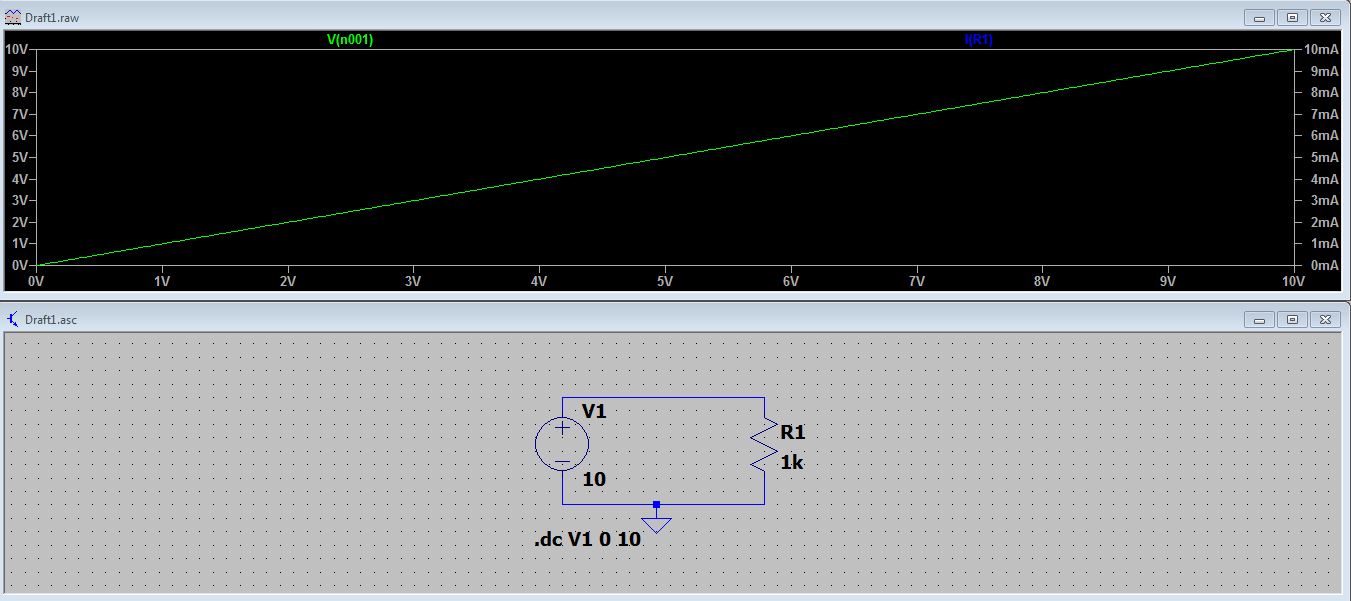 Draft1.raw
V(n001) I(R1)
10V 10mA
9V 9mA
8V 8mA
7V 7mA
6V 6mA
5V 5mA
4V 4mA
3V 3mA
2V 2mA
1V 1mA
0V 0mA
0V 1V 2V 3V 4V 5V 6V 7V 8V 9V 10V
Draft1.asc
V1
R1
1k
10
.dc V1 0 10